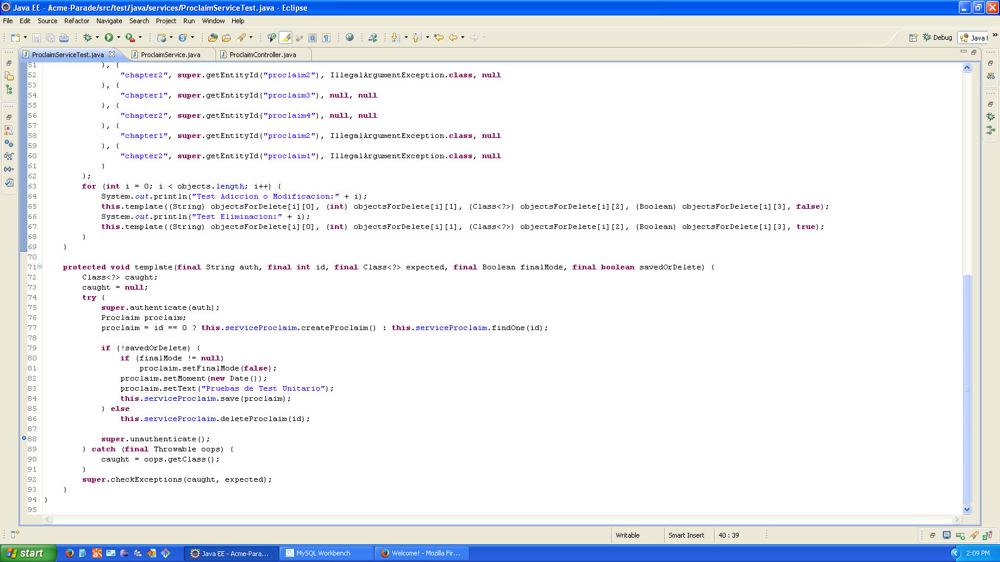 Java EE - Acme-Parade/src/test/java/services/ProclaimServiceTest.java - Eclipse
File Edit Source Refactor Navigate Search Project Run Window Help
Debug Java
ProclaimServiceTest.java ProclaimService.java ProclaimController.java
51 }, {
52 "chapter2", super.getEntityId("proclaim2"), IllegalArgumentException.class, null
53 }, {
54 "chapter1", super.getEntityId("proclaim3"), null, null
55 }, {
56 "chapter2", super.getEntityId("proclaim4"), null, null
57 }, {
58 "chapter1", super.getEntityId("proclaim2"), IllegalArgumentException.class, null
59 }, {
60 "chapter2", super.getEntityId("proclaim1"), IllegalArgumentException.class, null
61 }
62 };
63 for (int i = 0; i < objects.length; i++) {
64 System.out.println("Test Adiccion o Modificacion:" + i);
65 this.template((String) objectsForDelete[i][0], (int) objectsForDelete[i][1], (Class<?>) objectsForDelete[i][2], (Boolean) objectsForDelete[i][3], false);
66 System.out.println("Test Eliminacion:" + i);
67 this.template((String) objectsForDelete[i][0], (int) objectsForDelete[i][1], (Class<?>) objectsForDelete[i][2], (Boolean) objectsForDelete[i][3], true);
68 }
69 }
70
71 protected void template(final String auth, final int id, final Class<?> expected, final Boolean finalMode, final boolean savedOrDelete) {
72 Class<?> caught;
73 caught = null;
74 try {
75 super.authenticate(auth);
76 Proclaim proclaim;
77 proclaim = id == 0 ? this.serviceProclaim.createProclaim() : this.serviceProclaim.findOne(id);
78
79 if (!savedOrDelete) {
80 if (finalMode != null)
81 proclaim.setFinalMode(false);
82 proclaim.setMoment(new Date());
83 proclaim.setText("Pruebas de Test Unitario");
84 this.serviceProclaim.save(proclaim);
85 } else
86 this.serviceProclaim.deleteProclaim(id);
87
88 super.unauthenticate();
89 } catch (final Throwable oops) {
90 caught = oops.getClass();
91 }
92 super.checkExceptions(caught, expected);
93 }
94 }
95
Writable Smart Insert 40 : 39
start Java EE - Acme-Para... MySQL Workbench Welcome! - Mozilla Fir... 2:09 PM